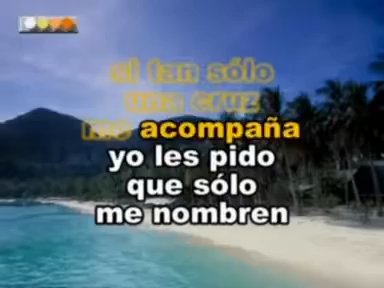 si tan sólo
una cruz
me acompaña
yo les pido
que sólo
me nombren